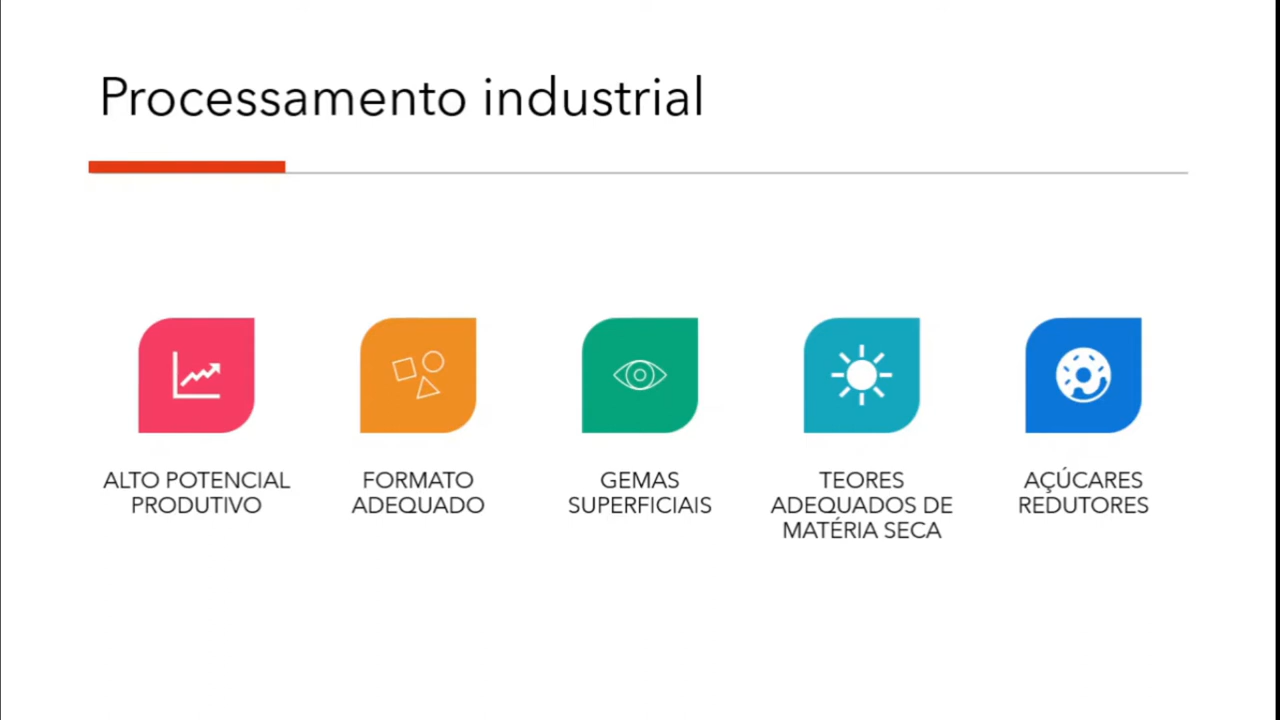 Processamento industrial
ALTO POTENCIAL
PRODUTIVO
FORMATO
ADEQUADO
GEMAS
SUPERFICIAIS
TEORES
ADEQUADOS DE
MATÉRIA SECA
AÇÚCARES
REDUTORES